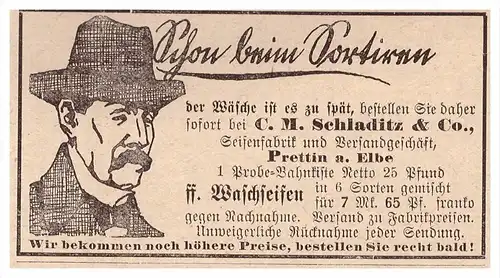 Schon beim Sortiren
der Wäsche ist es zu spät, bestellen Sie daher
sofort bei C. M. Schladitz & Co.,
Seifenfabrik und Versandgeschäft,
Prettin a. Elbe
1 Probe-Bahnkiste Netto 25 Pfund
ff. Waschseifen in 6 Sorten gemischt
für 7 Mk. 65 Pf. franko
gegen Nachnahme. Versand zu Fabrikpreisen.
Unweigerliche Rücknahme jeder Sendung.
Wir bekommen noch höhere Preise, bestellen Sie recht bald!